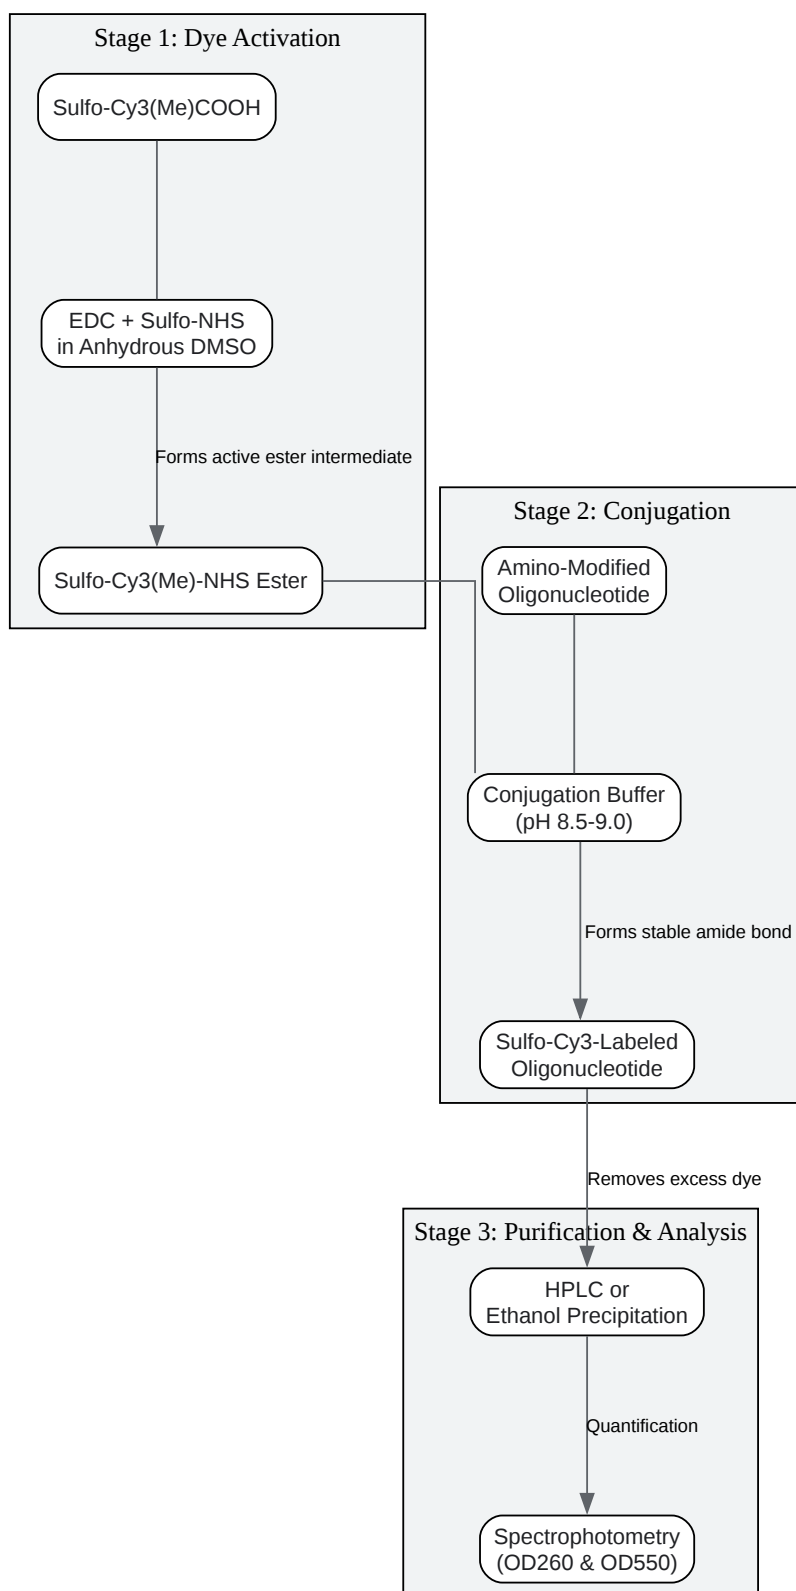 Stage 1: Dye Activation
Sulfo-Cy3(Me)COOH
EDC + Sulfo-NHS
in Anhydrous DMSO
Forms active ester intermediate
Sulfo-Cy3(Me)-NHS Ester
Stage 2: Conjugation
Amino-Modified
Oligonucleotide
Conjugation Buffer
(pH 8.5-9.0)
Forms stable amide bond
Sulfo-Cy3-Labeled
Oligonucleotide
Removes excess dye
Stage 3: Purification & Analysis
HPLC or
Ethanol Precipitation
Quantification
Spectrophotometry
(OD260 & OD550)